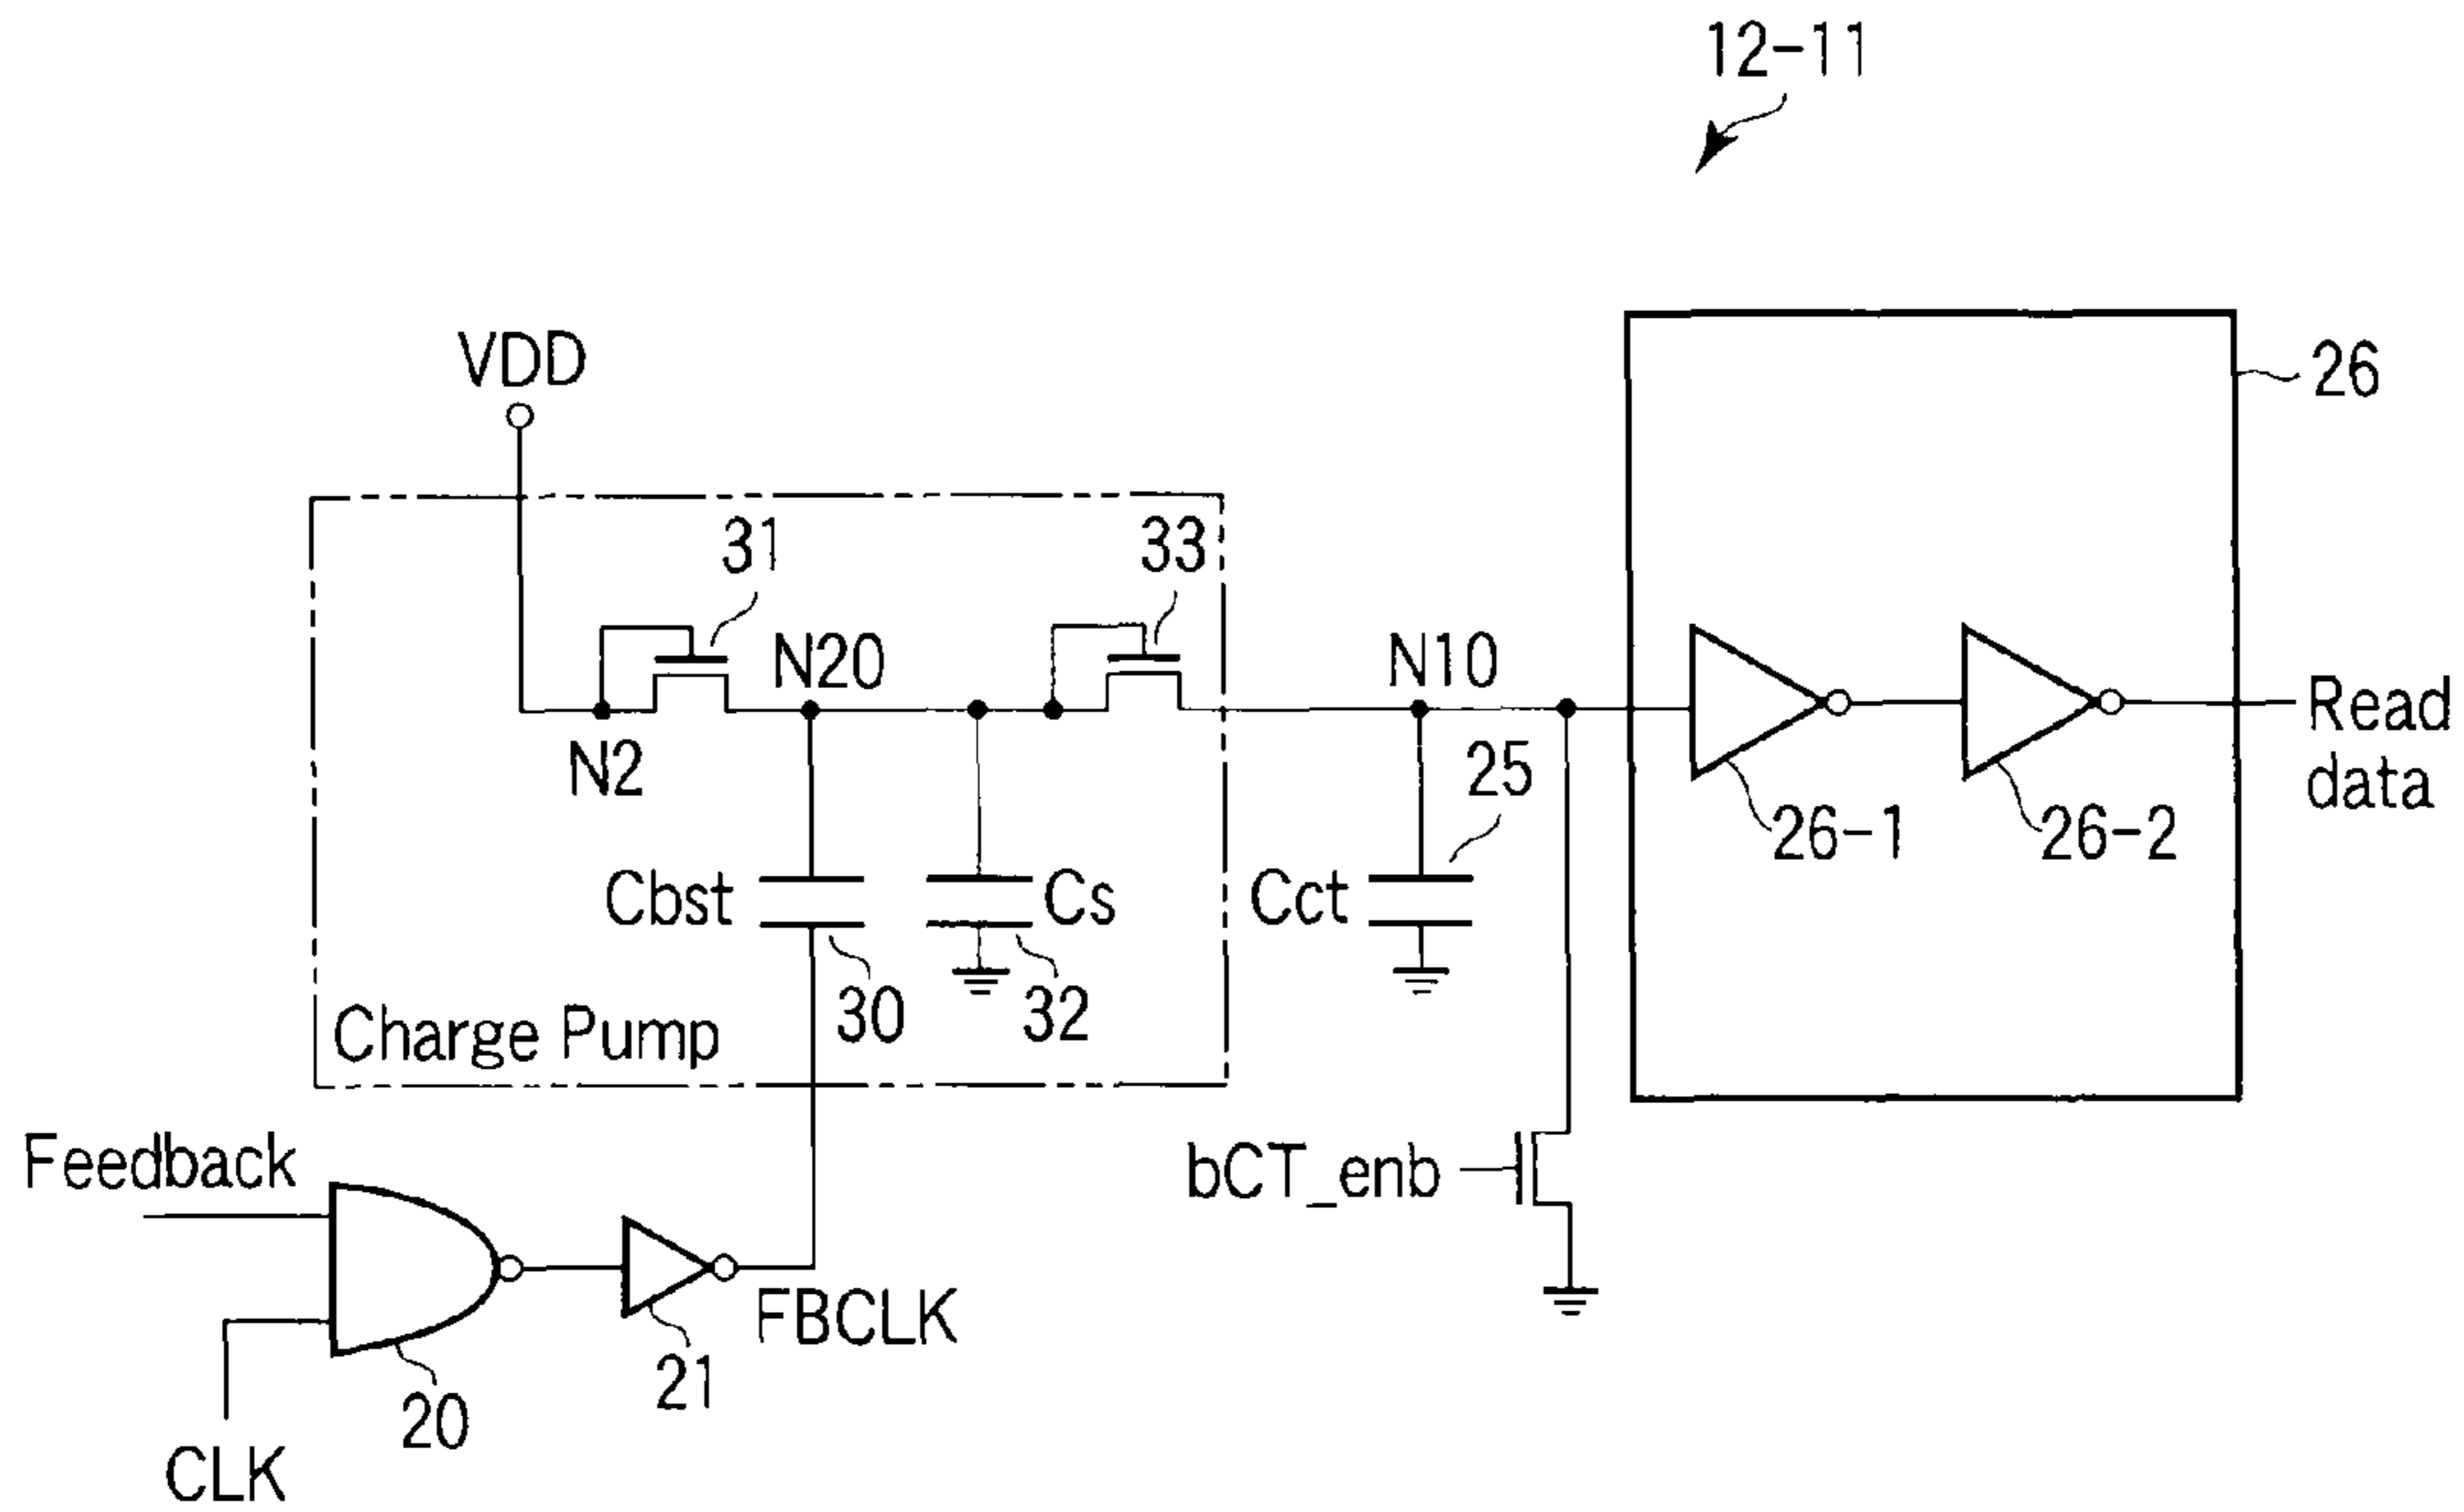 12-11
VDD
26
31
33
N20
N10
N2
25
Read
data
26-1
26-2
Cbst
Cs
Cct
30
32
Charge Pump
Feedback
bCT_enb
FBCLK
21
20
CLK